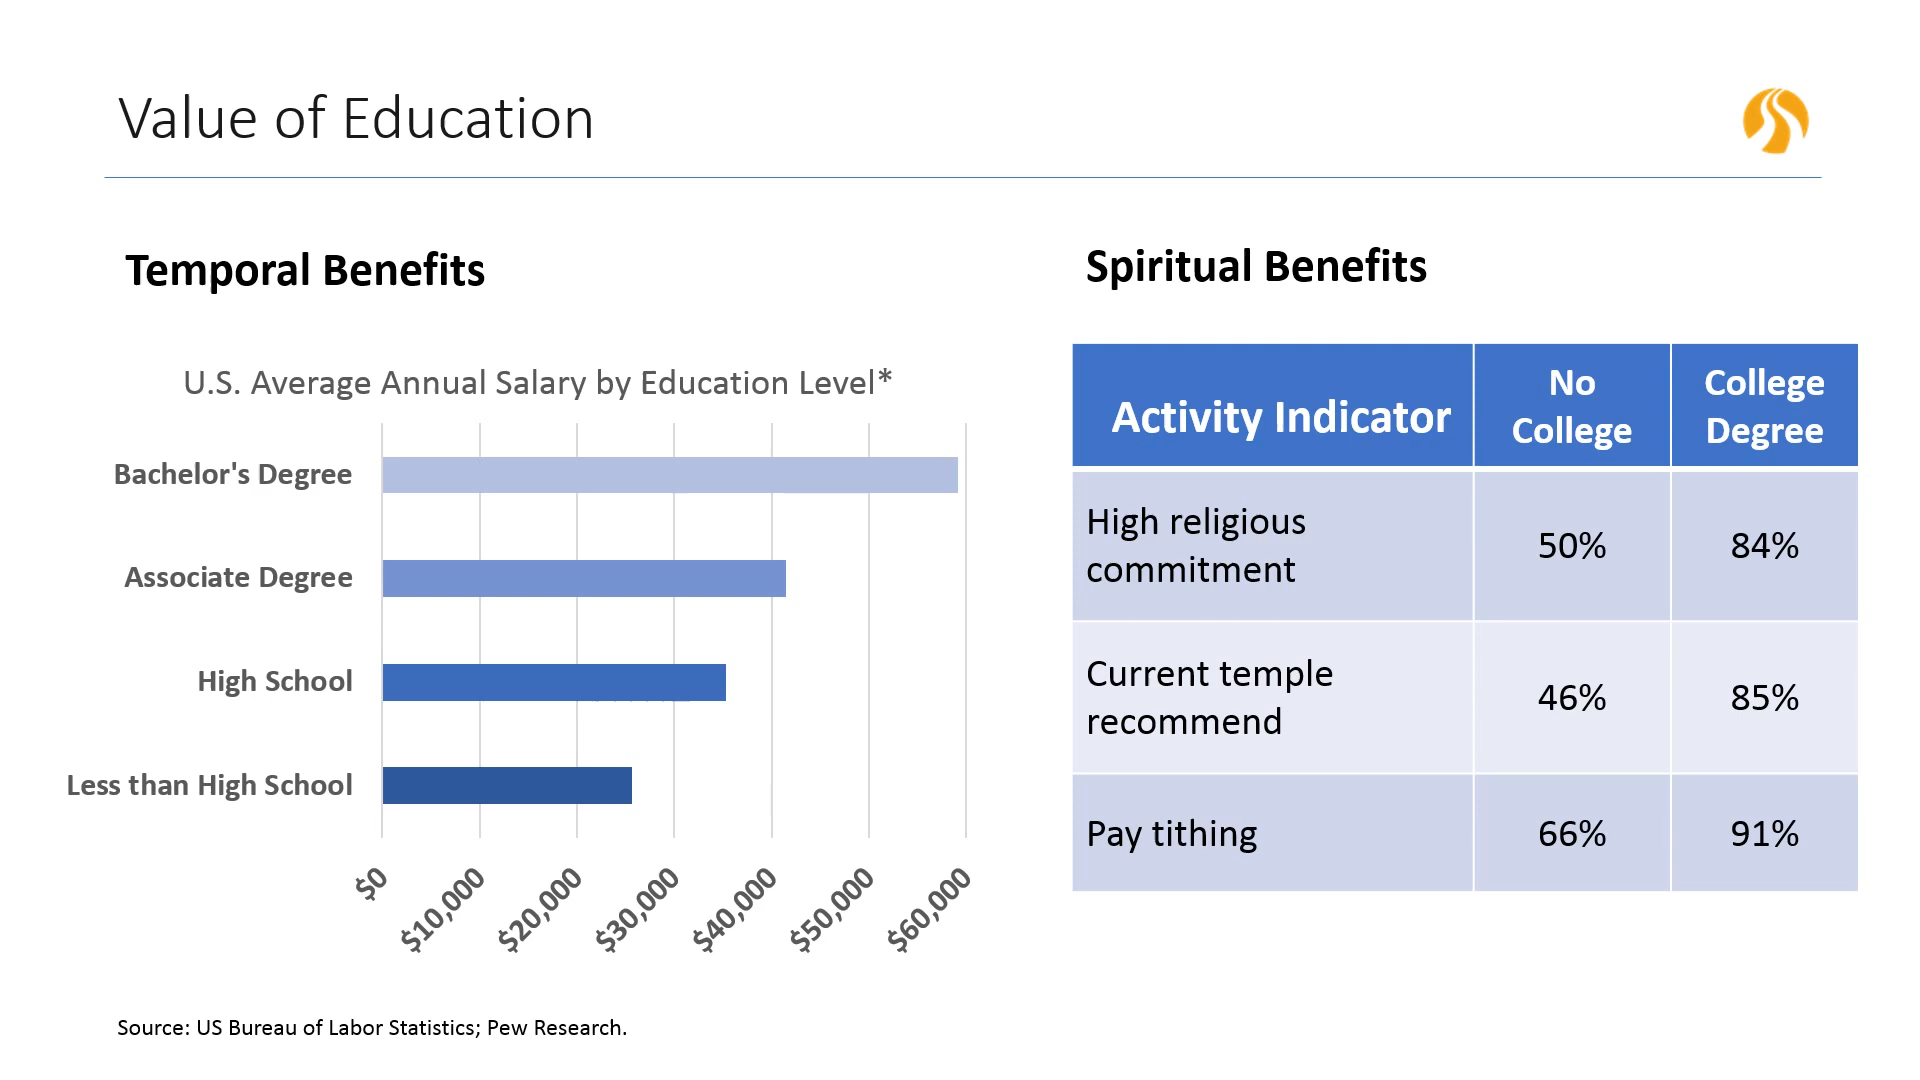 Value of Education
Temporal Benefits
U.S. Average Annual Salary by Education Level*
Bachelor's Degree
Associate Degree
High School
Less than High School
$0
$10,000
$20,000
$30,000
$40,000
$50,000
$60,000
Spiritual Benefits
Activity Indicator
No
College
College
Degree
High religious
commitment
50%
84%
Current temple
recommend
46%
85%
Pay tithing
66%
91%
Source: US Bureau of Labor Statistics; Pew Research.